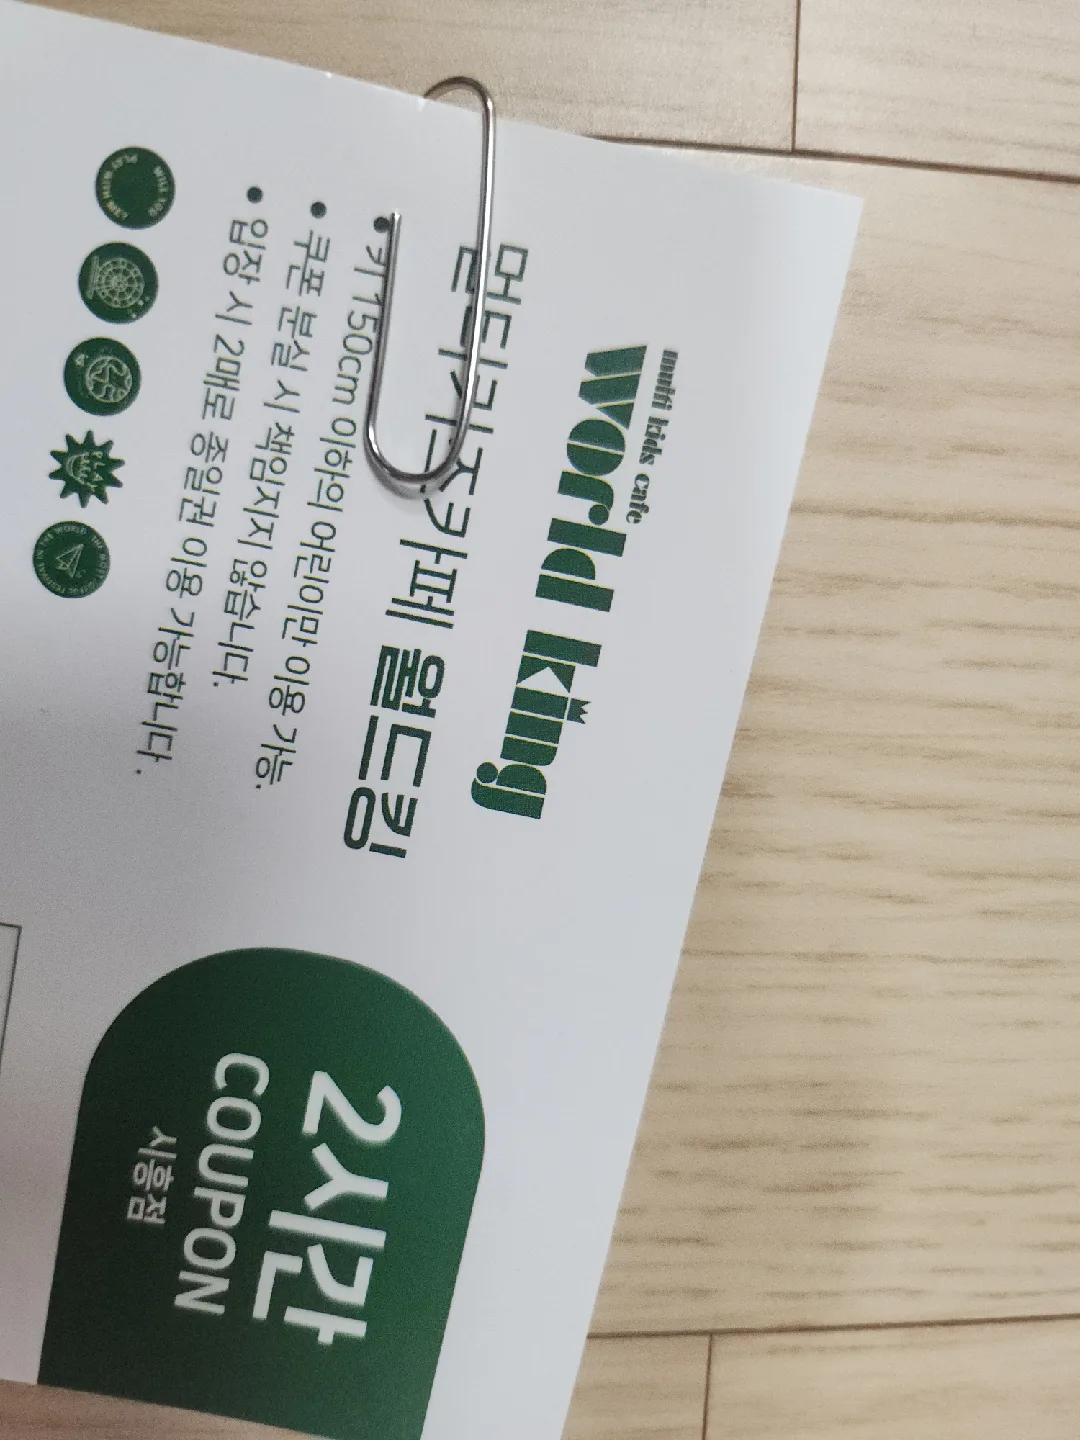 multi kids cafe
World king
멀티키즈카페 월드킹
• 키 150cm 이하의 어린이만 이용 가능.
• 쿠폰 분실 시 책임지지 않습니다.
• 입장 시 2매로 종일권 이용 가능합니다.
2시간
COUPON
시흥점